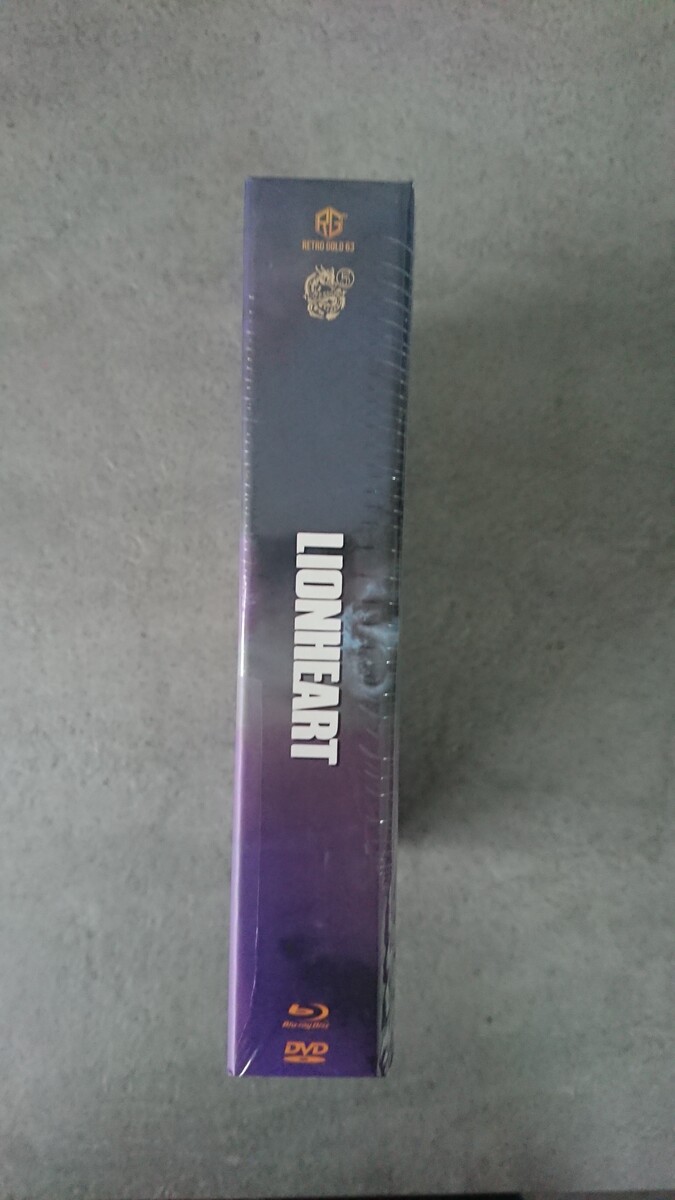 RG
RETRO GOLD 63
LIONHEART
Blu-ray Disc
DVD